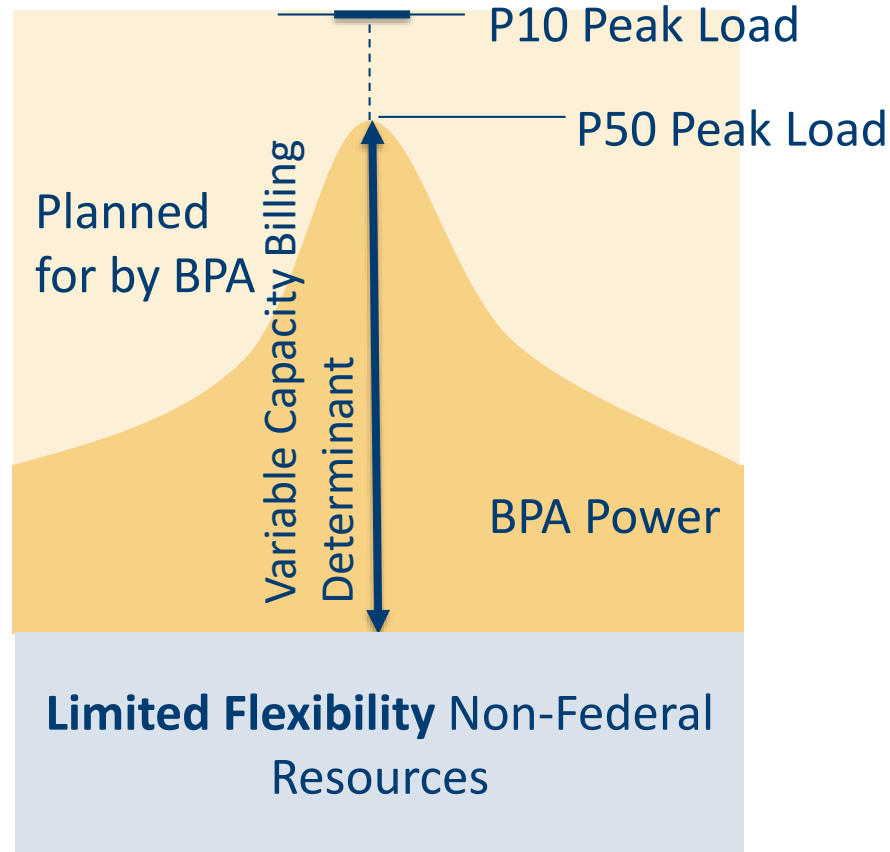 P10 Peak Load
P50 Peak Load
Planned
for by BPA
Variable Capacity Billling
Determinant
BPA Power
Limited Flexibility Non-Federal
Resources